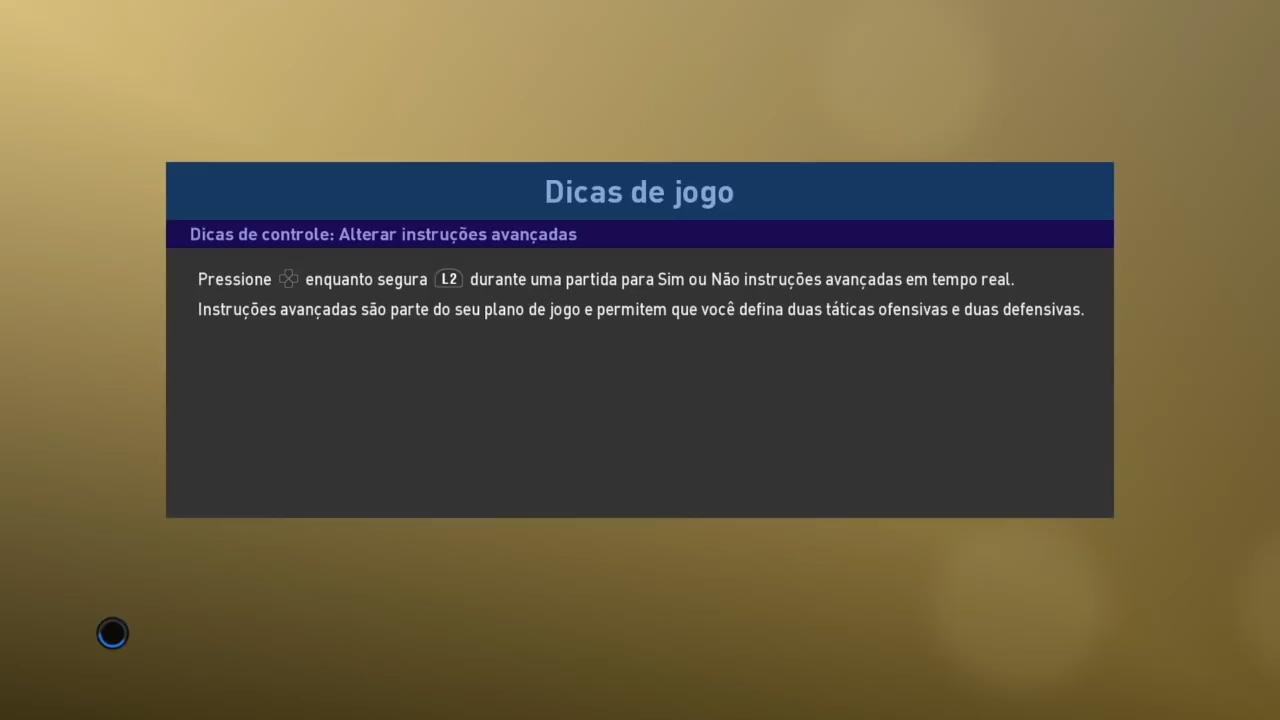 Dicas de jogo
Dicas de controle: Alterar instruções avançadas
Pressione enquanto segura L2 durante uma partida para Sim ou Não instruções avançadas em tempo real.
Instruções avançadas são parte do seu plano de jogo e permitem que você defina duas táticas ofensivas e duas defensivas.